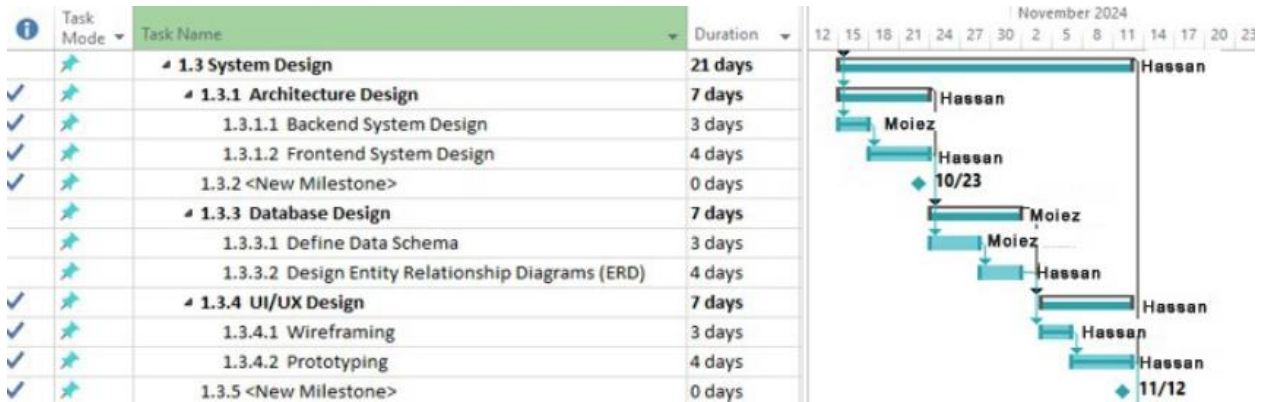 November 2024
Task Mode Task Name Duration 12 15 18 21 24 27 30 2 5 8 11 14 17 20 23
1.3 System Design 21 days Hassan
1.3.1 Architecture Design 7 days Hassan
1.3.1.1 Backend System Design 3 days Moiez
1.3.1.2 Frontend System Design 4 days Hassan
1.3.2 <New Milestone> 0 days 10/23
1.3.3 Database Design 7 days Moiez
1.3.3.1 Define Data Schema 3 days Moiez
1.3.3.2 Design Entity Relationship Diagrams (ERD) 4 days Hassan
1.3.4 UI/UX Design 7 days Hassan
1.3.4.1 Wireframing 3 days Hassan
1.3.4.2 Prototyping 4 days Hassan
1.3.5 <New Milestone> 0 days 11/12